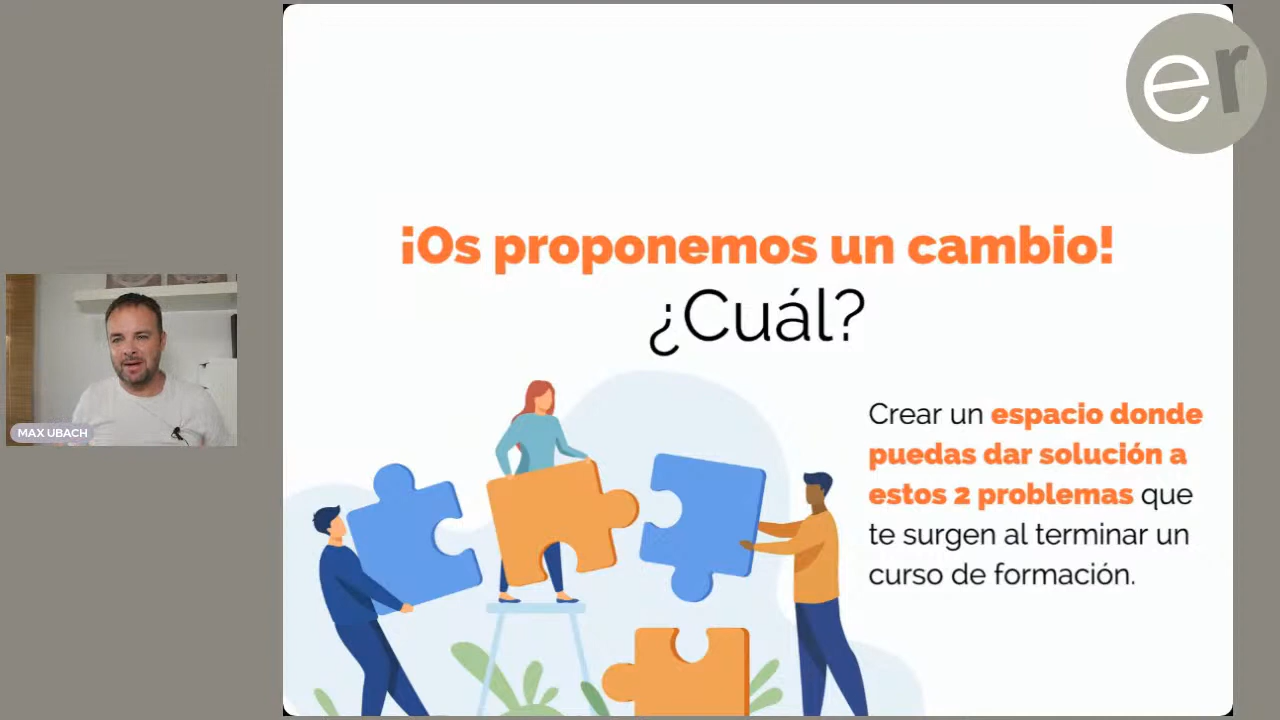 er
¡Os proponemos un cambio!
¿Cuál?
Crear un espacio donde
puedas dar solución a
estos 2 problemas que
te surgen al terminar un
curso de formación.
MAX UBACH